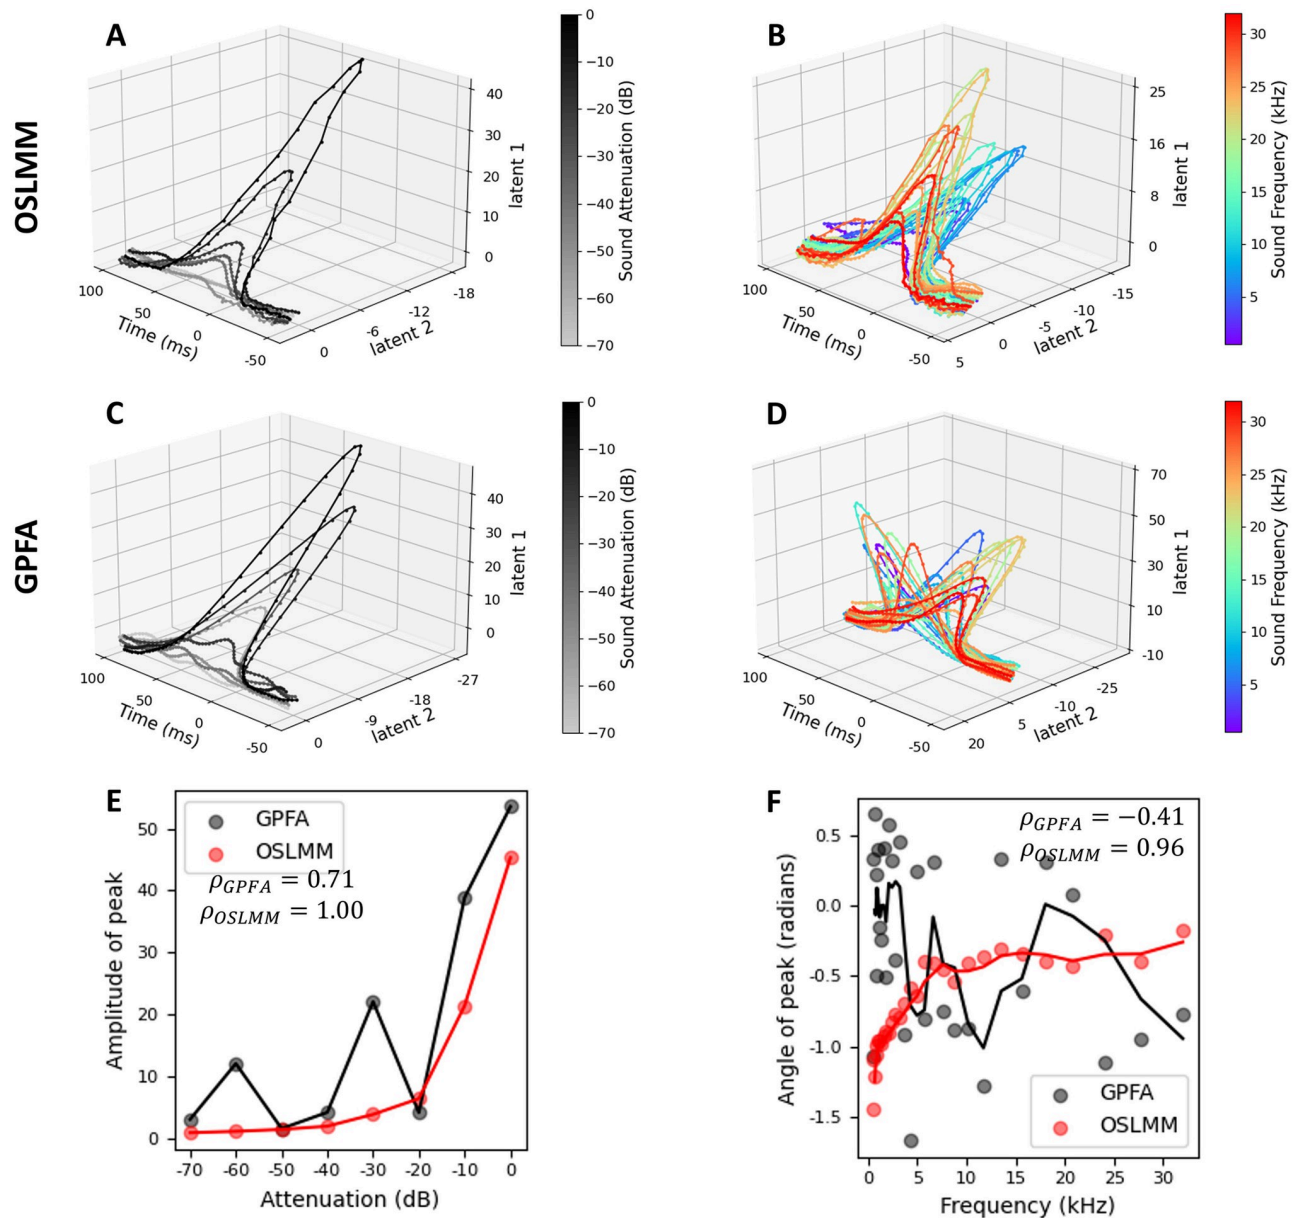 A
B
OSLMM
0
−10
−20
−30
−40
−50
−60
−70
Sound Attenuation (dB)
40
30
20
10
0
latent 1
100
50
0
-50
Time (ms)
0
-6
-12
-18
latent 2
25
16
8
0
latent 1
100
50
0
-50
Time (ms)
5
0
-5
-10
-15
latent 2
30
25
20
15
10
5
Sound Frequency (kHz)
C
D
GPFA
0
−10
−20
−30
−40
−50
−60
−70
Sound Attenuation (dB)
40
30
20
10
0
latent 1
100
50
0
-50
Time (ms)
0
-9
-18
-27
latent 2
70
50
30
10
-10
latent 1
100
50
0
-50
Time (ms)
20
5
-10
-25
latent 2
30
25
20
15
10
5
Sound Frequency (kHz)
E
GPFA
OSLMM
ρGPFA = 0.71
ρOSLMM = 1.00
50
40
30
20
10
0
Amplitude of peak
-70 -60 -50 -40 -30 -20 -10 0
Attenuation (dB)
F
ρGPFA = −0.41
ρOSLMM = 0.96
0.5
0.0
-0.5
-1.0
-1.5
Angle of peak (radians)
GPFA
OSLMM
0 5 10 15 20 25 30
Frequency (kHz)